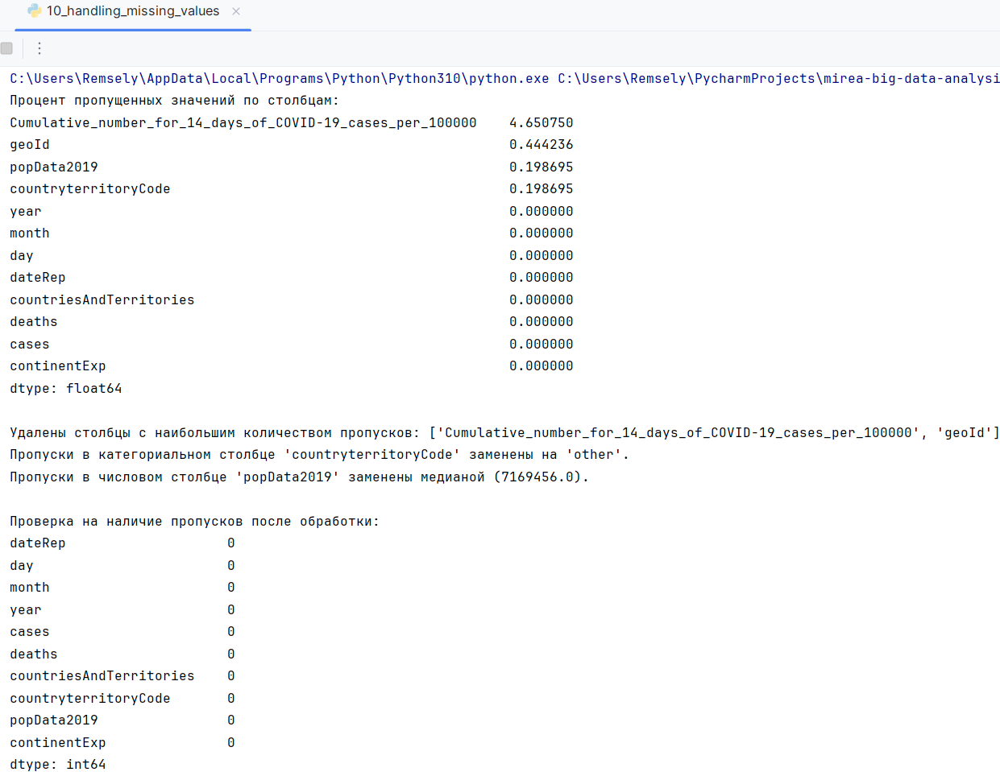 10_handling_missing_values
C:\Users\Remsely\AppData\Local\Programs\Python\Python310\python.exe C:\Users\Remsely\PycharmProjects\mirea-big-data-analysi
Процент пропущенных значений по столбцам:
Cumulative_number_for_14_days_of_COVID-19_cases_per_100000    4.650750
geoId    0.444236
popData2019    0.198695
countryterritoryCode    0.198695
year    0.000000
month    0.000000
day    0.000000
dateRep    0.000000
countriesAndTerritories    0.000000
deaths    0.000000
cases    0.000000
continentExp    0.000000
dtype: float64
Удалены столбцы с наибольшим количеством пропусков: ['Cumulative_number_for_14_days_of_COVID-19_cases_per_100000', 'geoId']
Пропуски в категориальном столбце 'countryterritoryCode' заменены на 'other'.
Пропуски в числовом столбце 'popData2019' заменены медианой (7169456.0).
Проверка на наличие пропусков после обработки:
dateRep    0
day    0
month    0
year    0
cases    0
deaths    0
countriesAndTerritories    0
countryterritoryCode    0
popData2019    0
continentExp    0
dtype: int64